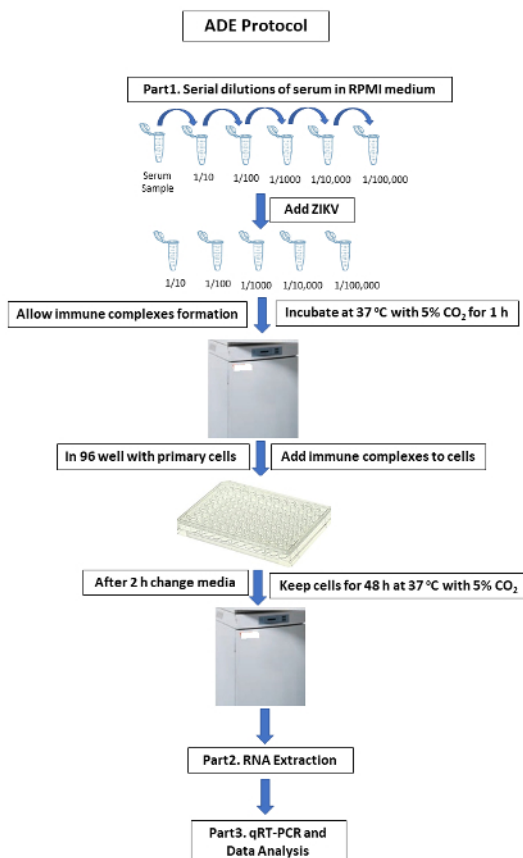 ADE Protocol
Part1. Serial dilutions of serum in RPMI medium
Serum
Sample
1/10
1/100
1/1000
1/10,000
1/100,000
Add ZIKV
1/10
1/100
1/1000
1/10,000
1/100,000
Allow immune complexes formation
Incubate at 37 °C with 5% CO₂ for 1 h
In 96 well with primary cells
Add immune complexes to cells
After 2 h change media
Keep cells for 48 h at 37 °C with 5% CO₂
Part2. RNA Extraction
Part3. qRT-PCR and
Data Analysis